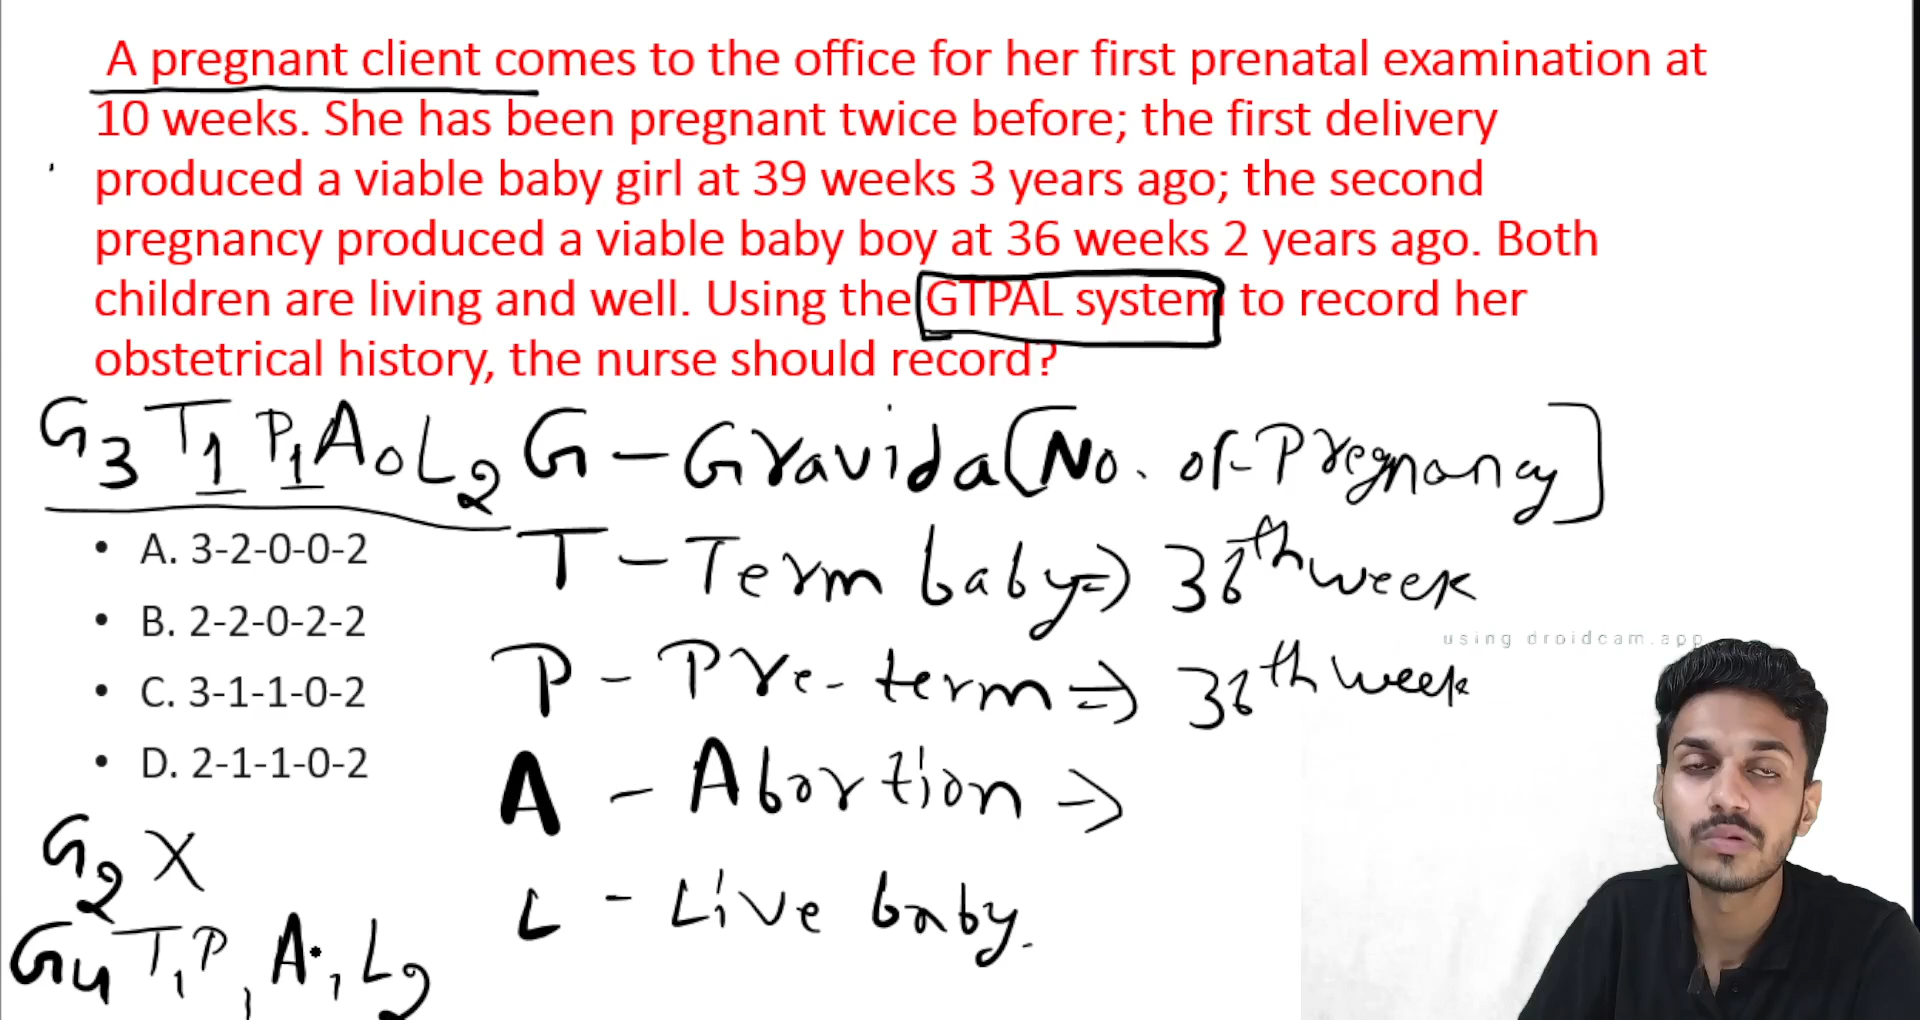 A pregnant client comes to the office for her first prenatal examination at
10 weeks. She has been pregnant twice before; the first delivery
produced a viable baby girl at 39 weeks 3 years ago; the second
pregnancy produced a viable baby boy at 36 weeks 2 years ago. Both
children are living and well. Using the GTPAL system to record her
obstetrical history, the nurse should record?
G3 T1 P1 A0 L2
G - Gravida [No. of Pregnancy]
• A. 3-2-0-0-2
T - Term baby => 36th week
• B. 2-2-0-2-2
using droidcam.app
P - Pre-term => 36th week
• C. 3-1-1-0-2
• D. 2-1-1-0-2
A - Abortion ->
G2 X
L - Live baby.
G4 T1 P1 A1 L2